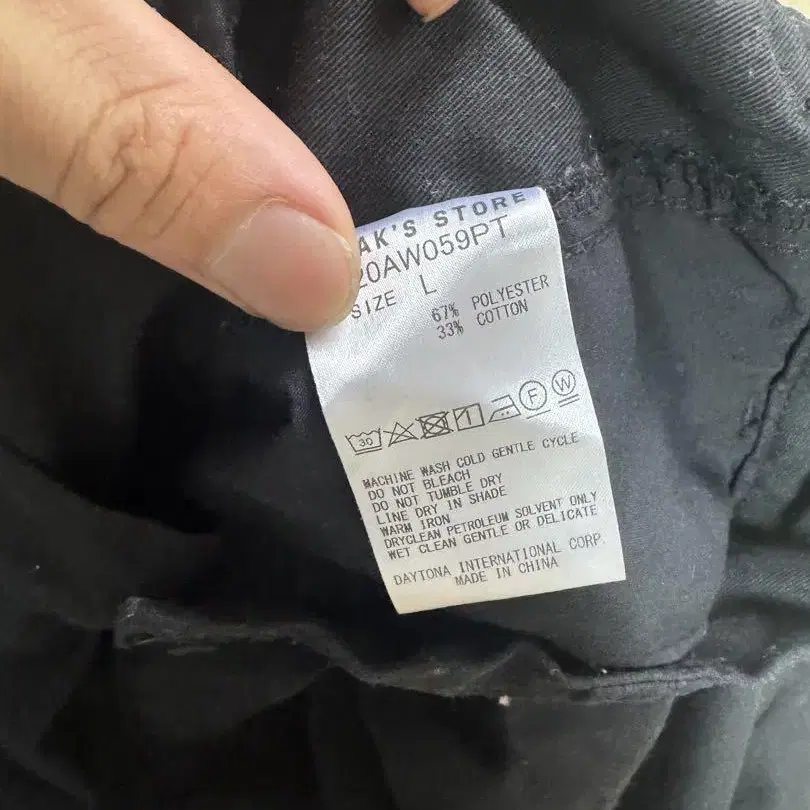 AK'S STORE
20AW059PT
SIZE L
67% POLYESTER
33% COTTON
30 1 F W
MACHINE WASH COLD GENTLE CYCLE
DO NOT BLEACH
DO NOT TUMBLE DRY
LINE DRY IN SHADE
WARM IRON
DRYCLEAN PETROLEUM SOLVENT ONLY
WET CLEAN GENTLE OR DELICATE
DAYTONA INTERNATIONAL CORP.
MADE IN CHINA